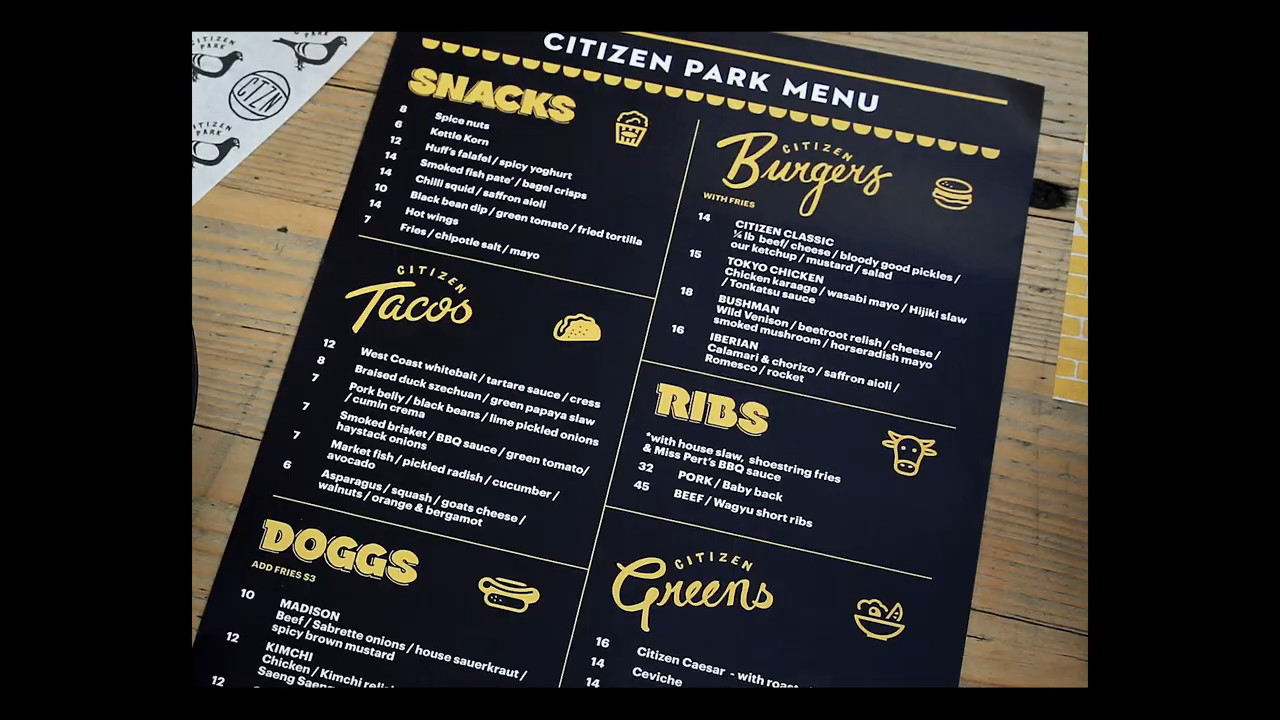 CITIZEN PARK
CTZN
CITIZEN PARK
CITIZEN PARK MENU
SNACKS
8 Spice nuts
6 Kettle Korn
12 Huff's falafel / spicy yoghurt
14 Smoked fish pate' / bagel crisps
14 Chilli squid / saffron aioli
10 Black bean dip / green tomato / fried tortilla
14 Hot wings
7 Fries / chipotle salt / mayo
CITIZEN
Tacos
12 West Coast whitebait / tartare sauce / cress
8 Braised duck szechuan / green papaya slaw
7 Pork belly / black beans / lime pickled onions
/ cumin crema
7 Smoked brisket / BBQ sauce / green tomato/
haystack onions
7 Market fish / pickled radish / cucumber /
avocado
6 Asparagus / squash / goats cheese /
walnuts / orange & bergamot
DOGGS
ADD FRIES $3
10 MADISON
Beef / Sabrette onions / house sauerkraut /
spicy brown mustard
12 KIMCHI
Chicken / Kimchi
Saeng
12
CITIZEN
Burgers
WITH FRIES
14 CITIZEN CLASSIC
¼ lb beef/ cheese / bloody good pickles /
our ketchup / mustard / salad
15 TOKYO CHICKEN
Chicken karaage / wasabi mayo / Hijiki slaw
/ Tonkatsu sauce
18 BUSHMAN
Wild Venison / beetroot relish / cheese /
smoked mushroom / horseradish mayo
16 IBERIAN
Calamari & chorizo / saffron aioli /
Romesco / rocket
RIBS
*with house slaw, shoestring fries
& Miss Pert's BBQ sauce
32 PORK / Baby back
45 BEEF / Wagyu short ribs
CITIZEN
Greens
16 Citizen Caesar - with
14 Ceviche
14